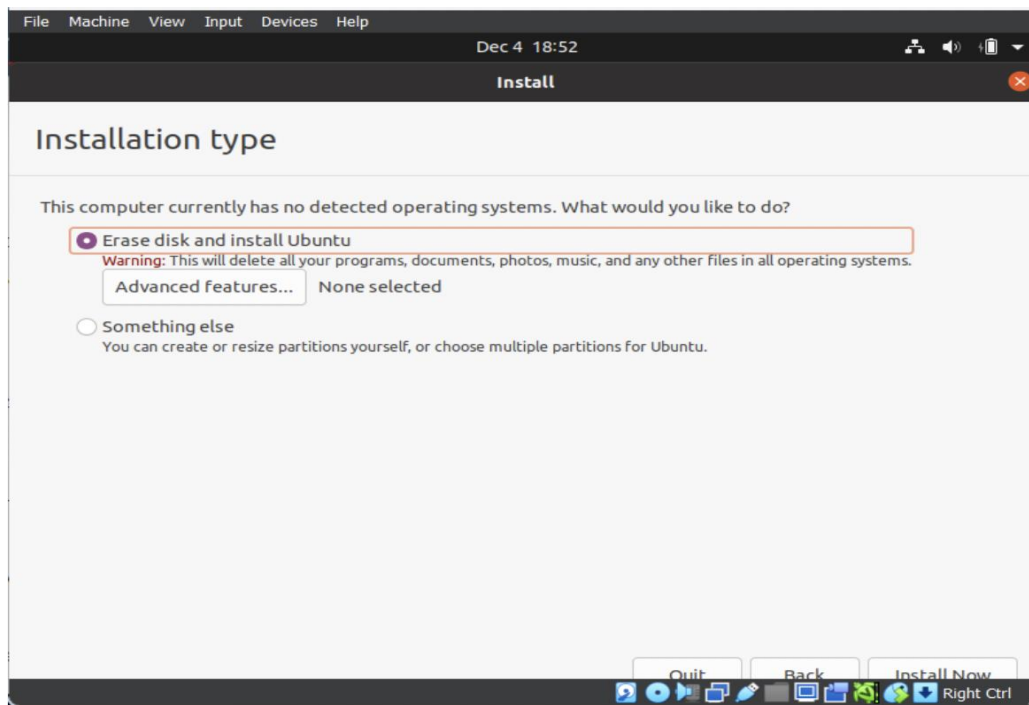 File Machine View Input Devices Help
Dec 4 18:52
Install
Installation type
This computer currently has no detected operating systems. What would you like to do?
Erase disk and install Ubuntu
Warning: This will delete all your programs, documents, photos, music, and any other files in all operating systems.
Advanced features... None selected
Something else
You can create or resize partitions yourself, or choose multiple partitions for Ubuntu.
Quit Back Install Now
Right Ctrl